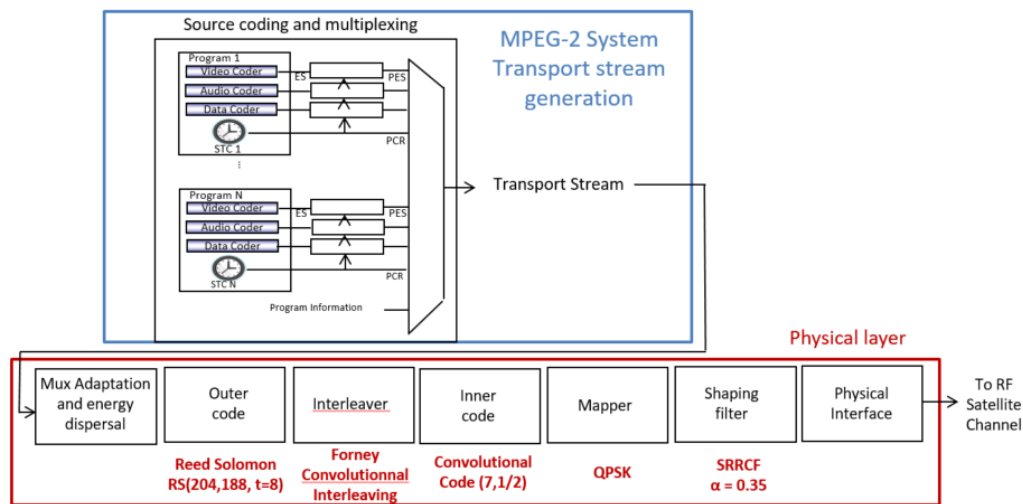 Source coding and multiplexing
MPEG-2 System
Transport stream
generation
Program 1
Video Coder
ES
PES
Audio Coder
Data Coder
PCR
STC 1
...
Program N
Video Coder
ES
PES
Audio Coder
Data Coder
PCR
STC N
Program Information
Transport Stream
Physical layer
Mux Adaptation
and energy
dispersal
Outer
code
Interleaver
Inner
code
Mapper
Shaping
filter
Physical
Interface
To RF
Satellite
Channel
Reed Solomon
RS(204,188, t=8)
Forney
Convolutionnal
Interleaving
Convolutional
Code (7,1/2)
QPSK
SRRCF
α = 0.35